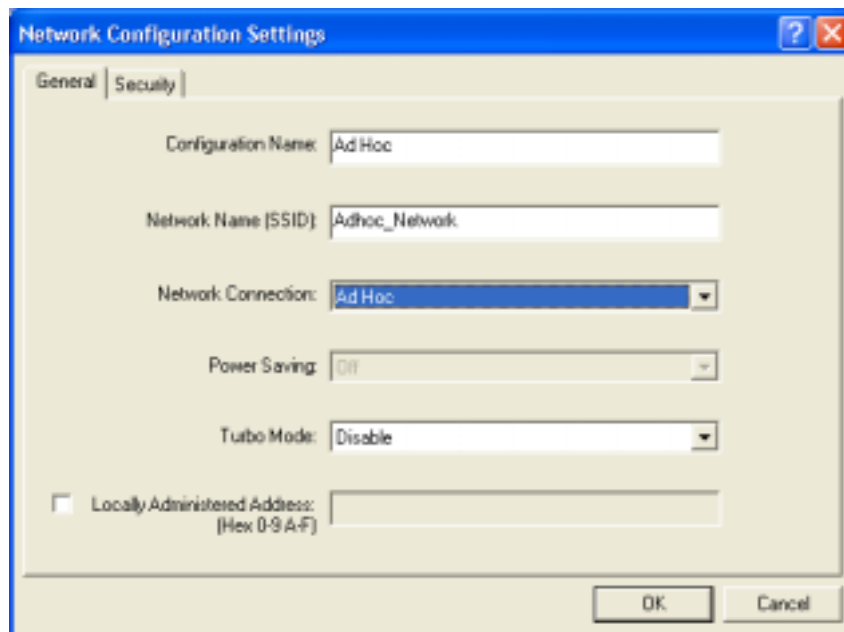 Network Configuration Settings
General Security
Configuration Name: Ad Hoc
Network Name (SSID): Adhoc_Network
Network Connection: Ad Hoc
Power Saving: Off
Turbo Mode: Disable
Locally Administered Address:
(Hex 0-9 A-F)
OK Cancel